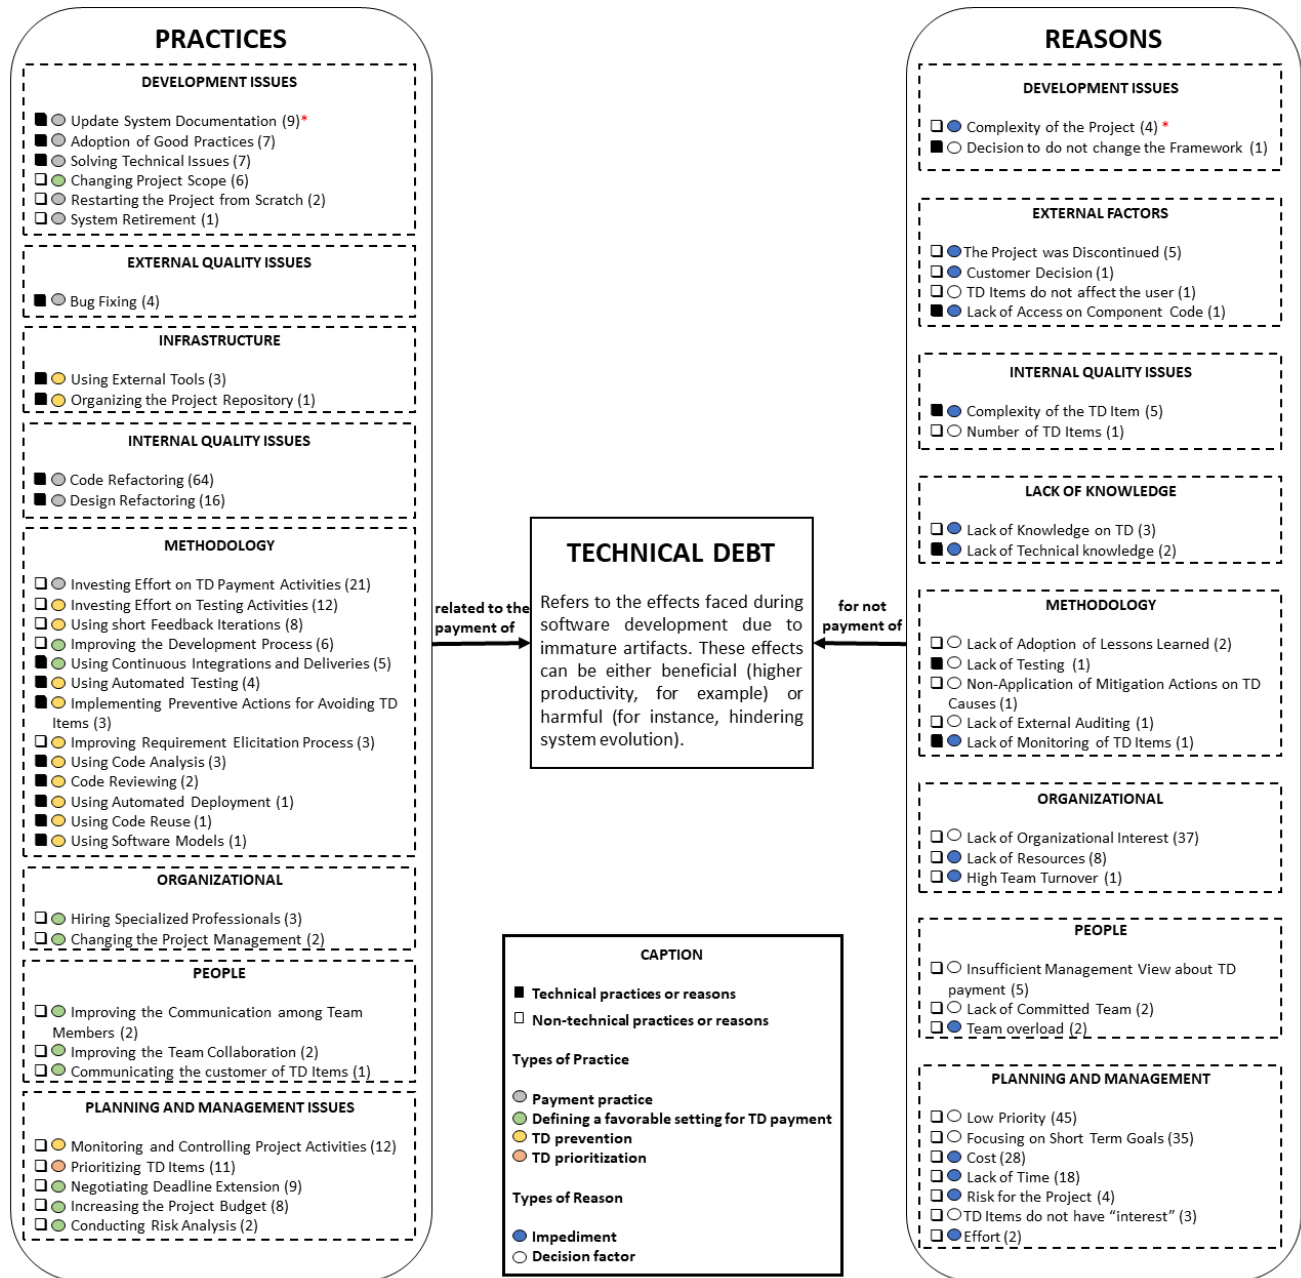 PRACTICES
DEVELOPMENT ISSUES
Update System Documentation (9)*
Adoption of Good Practices (7)
Solving Technical Issues (7)
Changing Project Scope (6)
Restarting the Project from Scratch (2)
System Retirement (1)
EXTERNAL QUALITY ISSUES
Bug Fixing (4)
INFRASTRUCTURE
Using External Tools (3)
Organizing the Project Repository (1)
INTERNAL QUALITY ISSUES
Code Refactoring (64)
Design Refactoring (16)
METHODOLOGY
Investing Effort on TD Payment Activities (21)
Investing Effort on Testing Activities (12)
Using short Feedback Iterations (8)
Improving the Development Process (6)
Using Continuous Integrations and Deliveries (5)
Using Automated Testing (4)
Implementing Preventive Actions for Avoiding TD
Items (3)
Improving Requirement Elicitation Process (3)
Using Code Analysis (3)
Code Reviewing (2)
Using Automated Deployment (1)
Using Code Reuse (1)
Using Software Models (1)
ORGANIZATIONAL
Hiring Specialized Professionals (3)
Changing the Project Management (2)
PEOPLE
Improving the Communication among Team
Members (2)
Improving the Team Collaboration (2)
Communicating the customer of TD Items (1)
PLANNING AND MANAGEMENT ISSUES
Monitoring and Controlling Project Activities (12)
Prioritizing TD Items (11)
Negotiating Deadline Extension (9)
Increasing the Project Budget (8)
Conducting Risk Analysis (2)
related to the
payment of
TECHNICAL DEBT
Refers to the effects faced during
software development due to
immature artifacts. These effects
can be either beneficial (higher
productivity, for example) or
harmful (for instance, hindering
system evolution).
for not
payment of
CAPTION
Technical practices or reasons
Non-technical practices or reasons
Types of Practice
Payment practice
Defining a favorable setting for TD payment
TD prevention
TD prioritization
Types of Reason
Impediment
Decision factor
REASONS
DEVELOPMENT ISSUES
Complexity of the Project (4) *
Decision to do not change the Framework (1)
EXTERNAL FACTORS
The Project was Discontinued (5)
Customer Decision (1)
TD Items do not affect the user (1)
Lack of Access on Component Code (1)
INTERNAL QUALITY ISSUES
Complexity of the TD Item (5)
Number of TD Items (1)
LACK OF KNOWLEDGE
Lack of Knowledge on TD (3)
Lack of Technical knowledge (2)
METHODOLOGY
Lack of Adoption of Lessons Learned (2)
Lack of Testing (1)
Non-Application of Mitigation Actions on TD
Causes (1)
Lack of External Auditing (1)
Lack of Monitoring of TD Items (1)
ORGANIZATIONAL
Lack of Organizational Interest (37)
Lack of Resources (8)
High Team Turnover (1)
PEOPLE
Insufficient Management View about TD
payment (5)
Lack of Committed Team (2)
Team overload (2)
PLANNING AND MANAGEMENT
Low Priority (45)
Focusing on Short Term Goals (35)
Cost (28)
Lack of Time (18)
Risk for the Project (4)
TD Items do not have “interest” (3)
Effort (2)